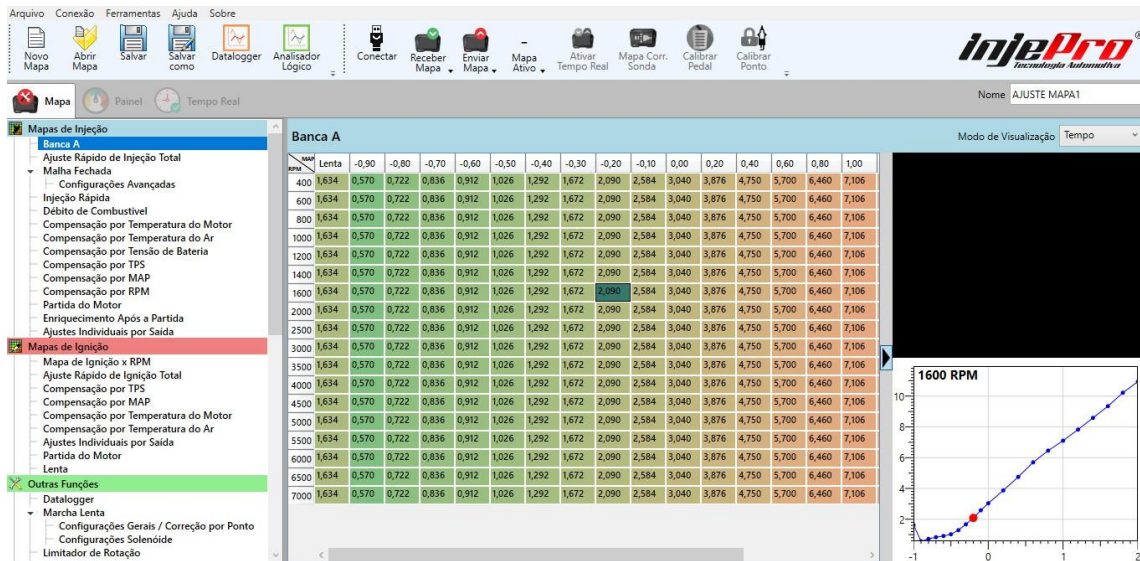 Arquivo Conexão Ferramentas Ajuda Sobre
Novo Mapa Abrir Mapa Salvar Salvar como Datalogger Analisador Lógico Conectar Receber Mapa Enviar Mapa Mapa Ativo Ativar Tempo Real Mapa Corr. Sonda Calibrar Pedal Calibrar Ponto
injePro®
Tecnologia Automotiva
Mapa Painel Tempo Real
Nome AJUSTE MAPA1
Mapas de Injeção
Banca A
Ajuste Rápido de Injeção Total
Malha Fechada
Configurações Avançadas
Injeção Rápida
Débito de Combustivel
Compensação por Temperatura do Motor
Compensação por Temperatura do Ar
Compensação por Tensão de Bateria
Compensação por TPS
Compensação por MAP
Compensação por RPM
Partida do Motor
Enriquecimento Após a Partida
Ajustes Individuais por Saída
Mapas de Ignição
Mapa de Ignição x RPM
Ajuste Rápido de Ignição Total
Compensação por TPS
Compensação por MAP
Compensação por Temperatura do Motor
Compensação por Temperatura do Ar
Ajustes Individuais por Saída
Partida do Motor
Lenta
Outras Funções
Datalogger
Marcha Lenta
Configurações Gerais / Correção por Ponto
Configurações Solenóide
Limitador de Rotação
Banca A
Modo de Visualização Tempo
MAP
RPM
Lenta -0,90 -0,80 -0,70 -0,60 -0,50 -0,40 -0,30 -0,20 -0,10 0,00 0,20 0,40 0,60 0,80 1,00
400 1,634 0,570 0,722 0,836 0,912 1,026 1,292 1,672 2,090 2,584 3,040 3,876 4,750 5,700 6,460 7,106
600 1,634 0,570 0,722 0,836 0,912 1,026 1,292 1,672 2,090 2,584 3,040 3,876 4,750 5,700 6,460 7,106
800 1,634 0,570 0,722 0,836 0,912 1,026 1,292 1,672 2,090 2,584 3,040 3,876 4,750 5,700 6,460 7,106
1000 1,634 0,570 0,722 0,836 0,912 1,026 1,292 1,672 2,090 2,584 3,040 3,876 4,750 5,700 6,460 7,106
1200 1,634 0,570 0,722 0,836 0,912 1,026 1,292 1,672 2,090 2,584 3,040 3,876 4,750 5,700 6,460 7,106
1400 1,634 0,570 0,722 0,836 0,912 1,026 1,292 1,672 2,090 2,584 3,040 3,876 4,750 5,700 6,460 7,106
1600 1,634 0,570 0,722 0,836 0,912 1,026 1,292 1,672 2,090 2,584 3,040 3,876 4,750 5,700 6,460 7,106
2000 1,634 0,570 0,722 0,836 0,912 1,026 1,292 1,672 2,090 2,584 3,040 3,876 4,750 5,700 6,460 7,106
2500 1,634 0,570 0,722 0,836 0,912 1,026 1,292 1,672 2,090 2,584 3,040 3,876 4,750 5,700 6,460 7,106
3000 1,634 0,570 0,722 0,836 0,912 1,026 1,292 1,672 2,090 2,584 3,040 3,876 4,750 5,700 6,460 7,106
3500 1,634 0,570 0,722 0,836 0,912 1,026 1,292 1,672 2,090 2,584 3,040 3,876 4,750 5,700 6,460 7,106
4000 1,634 0,570 0,722 0,836 0,912 1,026 1,292 1,672 2,090 2,584 3,040 3,876 4,750 5,700 6,460 7,106
4500 1,634 0,570 0,722 0,836 0,912 1,026 1,292 1,672 2,090 2,584 3,040 3,876 4,750 5,700 6,460 7,106
5000 1,634 0,570 0,722 0,836 0,912 1,026 1,292 1,672 2,090 2,584 3,040 3,876 4,750 5,700 6,460 7,106
5500 1,634 0,570 0,722 0,836 0,912 1,026 1,292 1,672 2,090 2,584 3,040 3,876 4,750 5,700 6,460 7,106
6000 1,634 0,570 0,722 0,836 0,912 1,026 1,292 1,672 2,090 2,584 3,040 3,876 4,750 5,700 6,460 7,106
6500 1,634 0,570 0,722 0,836 0,912 1,026 1,292 1,672 2,090 2,584 3,040 3,876 4,750 5,700 6,460 7,106
7000 1,634 0,570 0,722 0,836 0,912 1,026 1,292 1,672 2,090 2,584 3,040 3,876 4,750 5,700 6,460 7,106
1600 RPM
10
8
6
4
2
-1 0 1 2